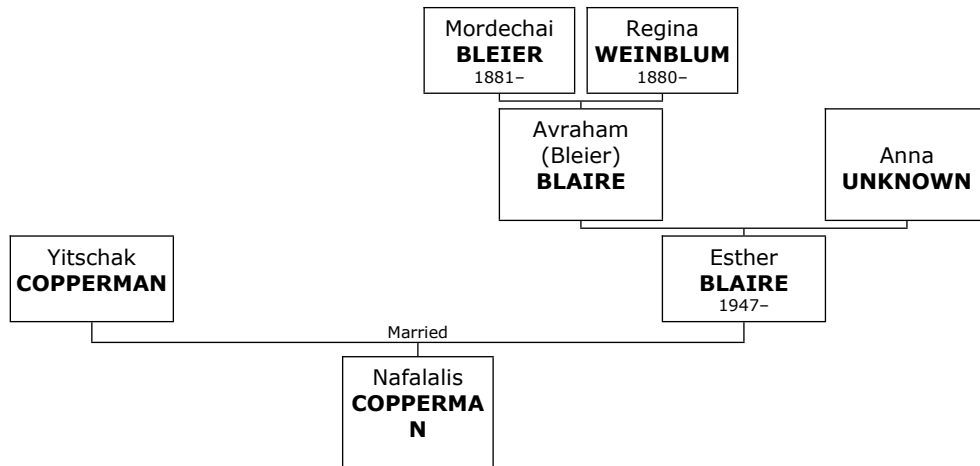 Mordechai
BLEIER
1881–
Regina
WEINBLUM
1880–
Avraham
(Bleier)
BLAIRE
Anna
UNKNOWN
Yitschak
COPPERMAN
Esther
BLAIRE
1947–
Married
Nafalalis
COPPERMA
N